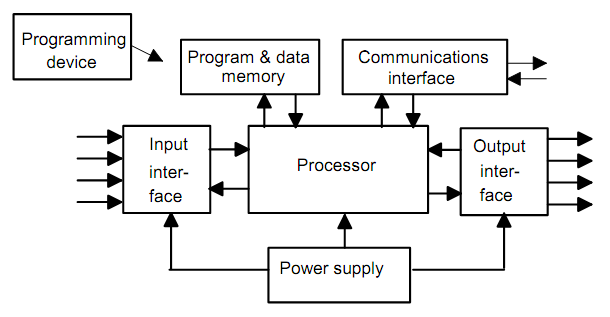 Programming
device
Program & data
memory
Communications
interface
Input
inter-
face
Processor
Output
inter-
face
Power supply